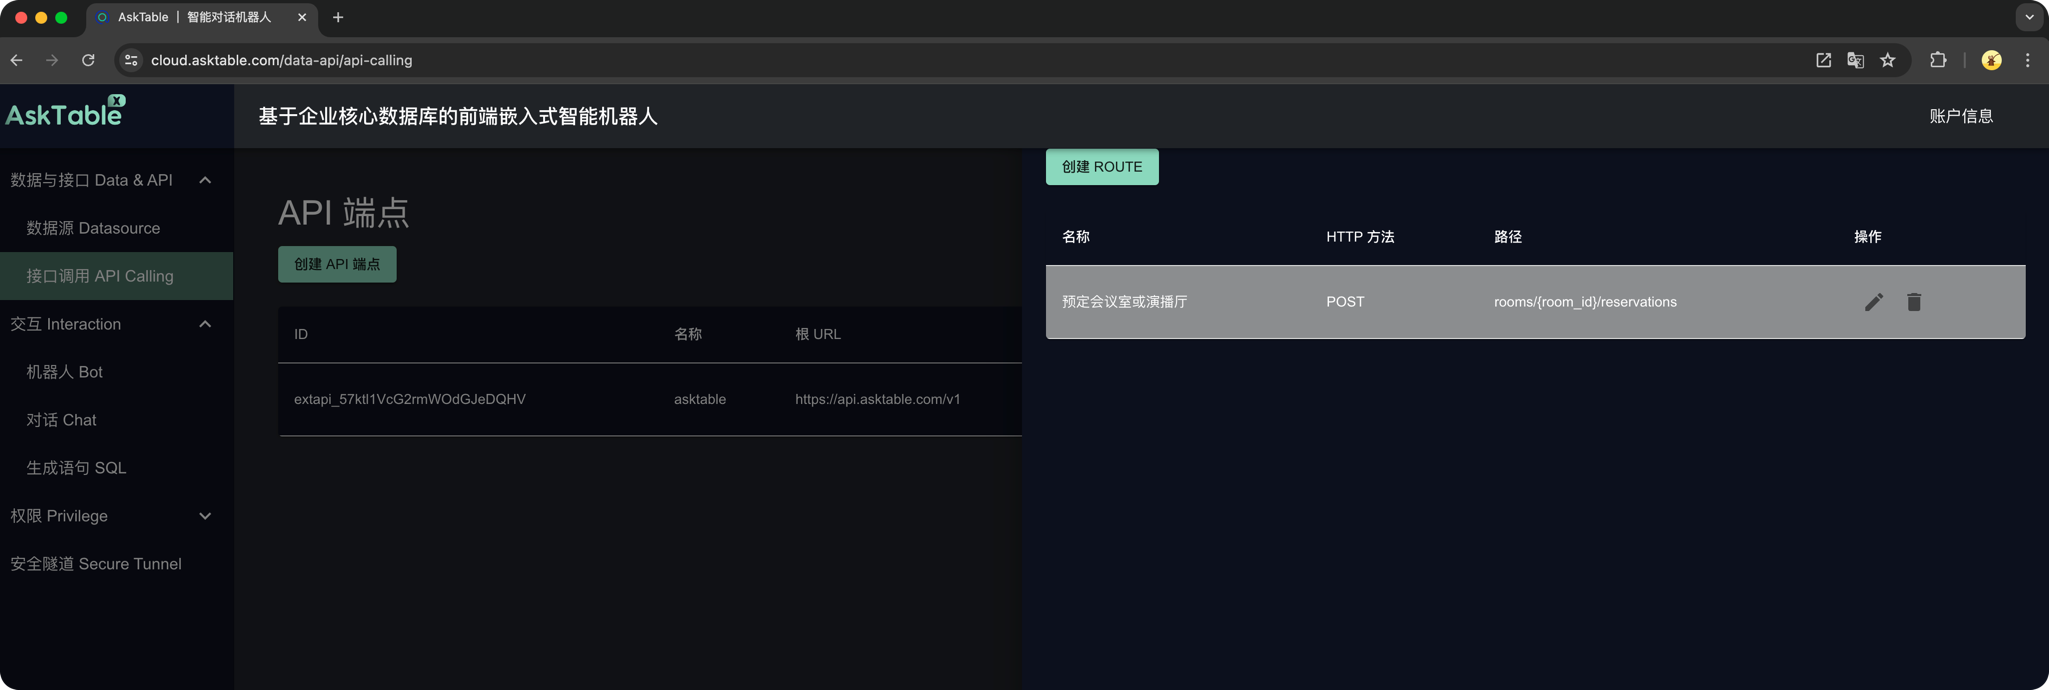 AskTable | 智能对话机器人
cloud.asktable.com/data-api/api-calling
AskTable X
基于企业核心数据库的前端嵌入式智能机器人
账户信息
数据与接口 Data & API
数据源 Datasource
接口调用 API Calling
交互 Interaction
机器人 Bot
对话 Chat
生成语句 SQL
权限 Privilege
安全隧道 Secure Tunnel
API 端点
创建 API 端点
ID 名称 根 URL
extapi_57ktl1VcG2rmWOdGJeDQHV asktable https://api.asktable.com/v1
创建 ROUTE
名称 HTTP 方法 路径 操作
预定会议室或演播厅 POST rooms/{room_id}/reservations